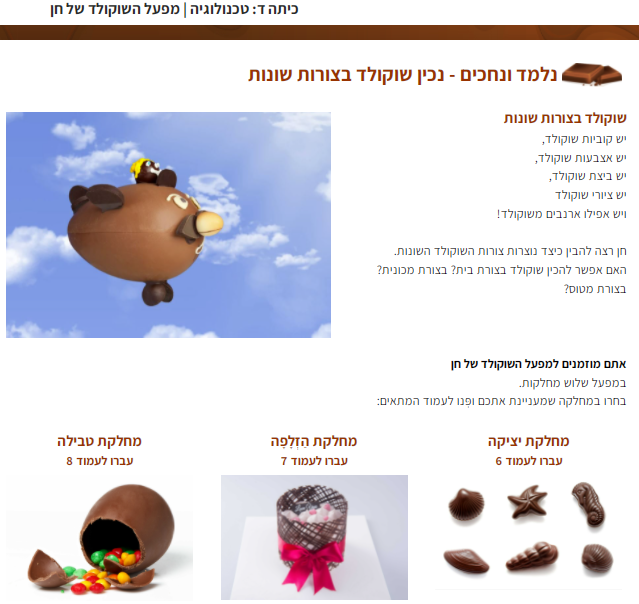 כיתה ד: טכנולוגיה | מפעל השוקולד של חן
נלמד ונחכים - נכין שוקולד בצורות שונות
שוקולד בצורות שונות
יש קוביות שוקולד,
יש אצבעות שוקולד,
יש ביצת שוקולד,
יש ציורי שוקולד
ויש אפילו ארנבים משוקולד!
חן רצה להבין כיצד נוצרות צורות השוקולד השונות.
האם אפשר להכין שוקולד בצורת בית? בצורת מכונית?
בצורת מטוס?
אתם מוזמנים למפעל השוקולד של חן
במפעל שלוש מחלקות.
בחרו במחלקה שמעניינת אתכם ופְּנו לעמוד המתאים:
מחלקת יציקה
עברו לעמוד 6
מחלקת הַזְלָפָה
עברו לעמוד 7
מחלקת טבילה
עברו לעמוד 8